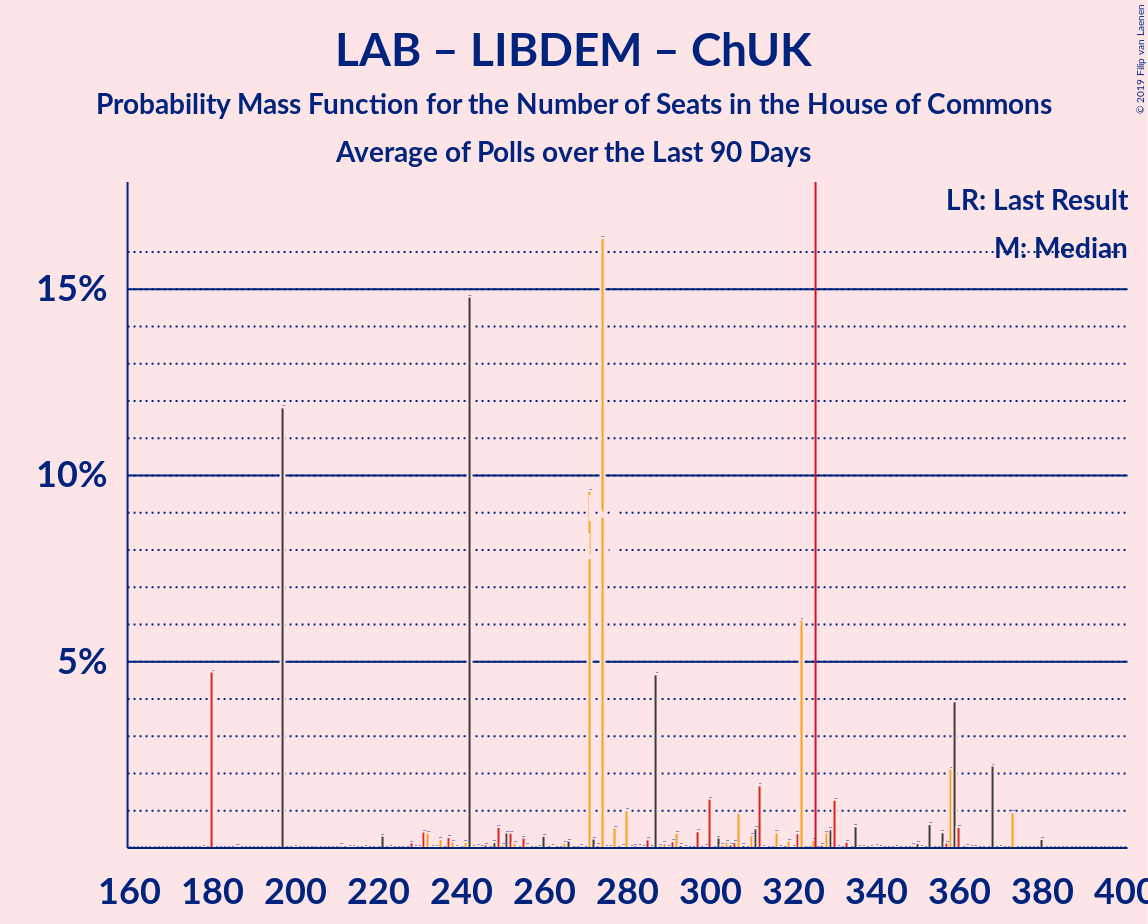 LAB – LIBDEM – ChUK
Probability Mass Function for the Number of Seats in the House of Commons
Average of Polls over the Last 90 Days
© 2019 Filip van Laenen
LR: Last Result
M: Median
15%
10%
5%
160 180 200 220 240 260 280 300 320 340 360 380 400